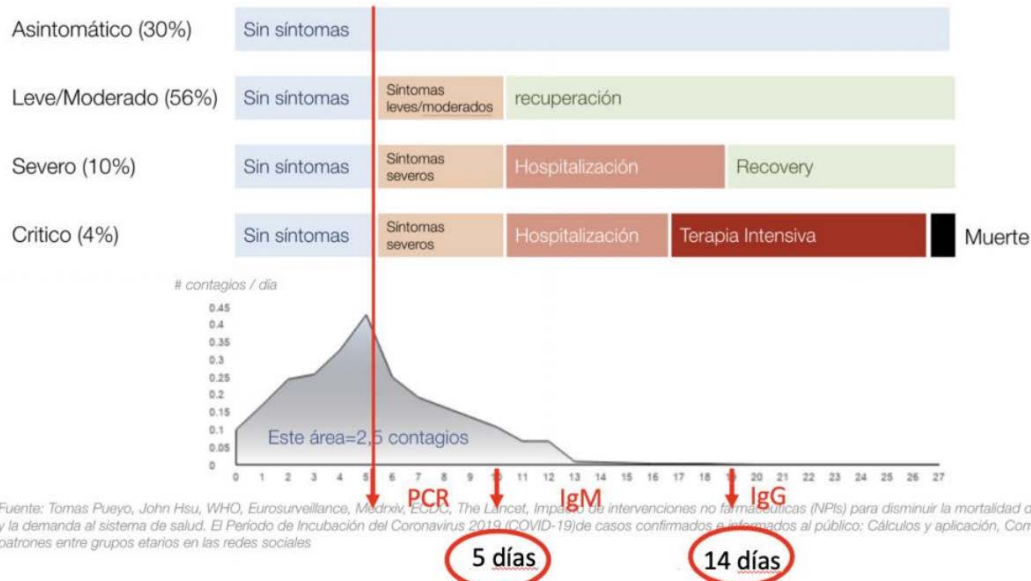 Asintomático (30%) Sin síntomas
Leve/Moderado (56%) Sin síntomas Síntomas leves/moderados recuperación
Severo (10%) Sin síntomas Síntomas severos Hospitalización Recovery
Critico (4%) Sin síntomas Síntomas severos Hospitalización Terapia Intensiva Muerte
# contagios / día
0.45
0.4
0.35
0.3
0.25
0.2
0.15
0.1
0.05
0
Este área=2,5 contagios
0 1 2 3 4 5 6 7 8 9 10 11 12 13 14 15 16 17 18 19 20 21 22 23 24 25 26 27
PCR IgM IgG
Fuente: Tomas Pueyo, John Hsu, WHO, Eurosurveillance, Medrxiv, ECDC, The Lancet, Impacto de intervenciones no farmacéuticas (NPIs) para disminuir la mortalidad
y la demanda al sistema de salud. El Período de Incubación del Coronavirus 2019 (COVID-19)de casos confirmados e informados al público: Cálculos y aplicación,
patrones entre grupos etarios en las redes sociales
5 días 14 días